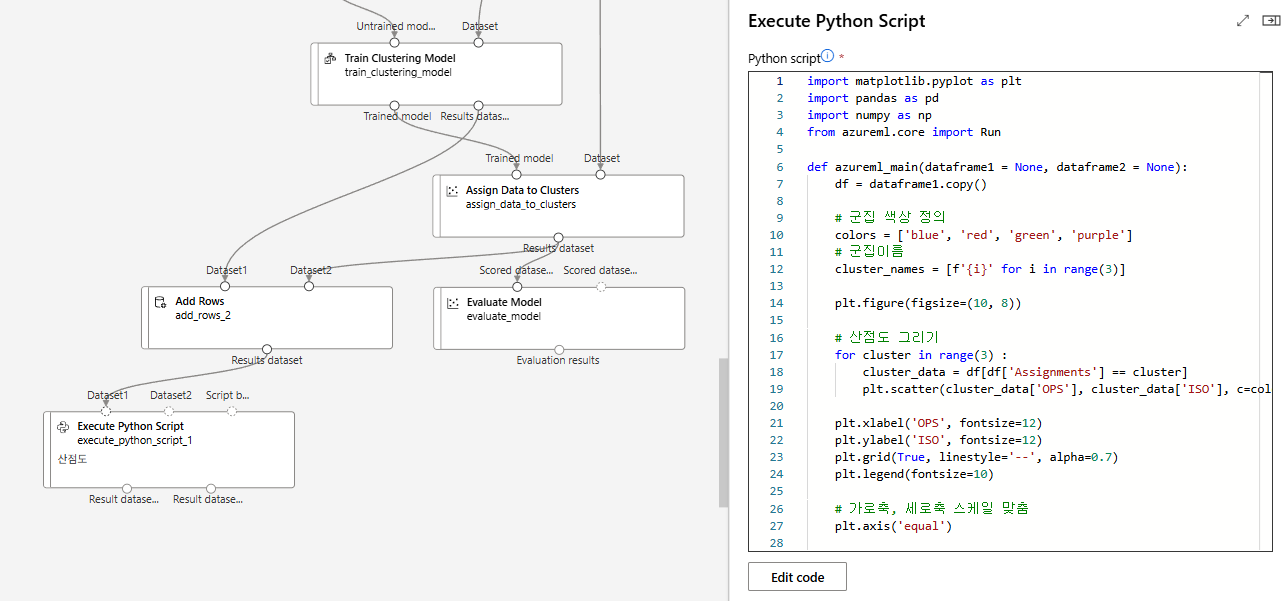 Untrained mod...
Dataset
Train Clustering Model
train_clustering_model
Trained model
Results datas...
Trained model
Dataset
Assign Data to Clusters
assign_data_to_clusters
Results dataset
Dataset1
Dataset2
Scored datase...
Scored datase...
Add Rows
add_rows_2
Evaluate Model
evaluate_model
Results dataset
Evaluation results
Dataset1
Dataset2
Script b...
Execute Python Script
execute_python_script_1
산점도
Result datase...
Result datase...
Execute Python Script
Python script *
1 import matplotlib.pyplot as plt
2 import pandas as pd
3 import numpy as np
4 from azureml.core import Run
5
6 def azureml_main(dataframe1 = None, dataframe2 = None):
7     df = dataframe1.copy()
8
9     # 군집 색상 정의
10     colors = ['blue', 'red', 'green', 'purple']
11     # 군집이름
12     cluster_names = [f'{i}' for i in range(3)]
13
14     plt.figure(figsize=(10, 8))
15
16     # 산점도 그리기
17     for cluster in range(3) :
18         cluster_data = df[df['Assignments'] == cluster]
19         plt.scatter(cluster_data['OPS'], cluster_data['ISO'], c=col
20
21     plt.xlabel('OPS', fontsize=12)
22     plt.ylabel('ISO', fontsize=12)
23     plt.grid(True, linestyle='--', alpha=0.7)
24     plt.legend(fontsize=10)
25
26     # 가로축, 세로축 스케일 맞춤
27     plt.axis('equal')
28
Edit code